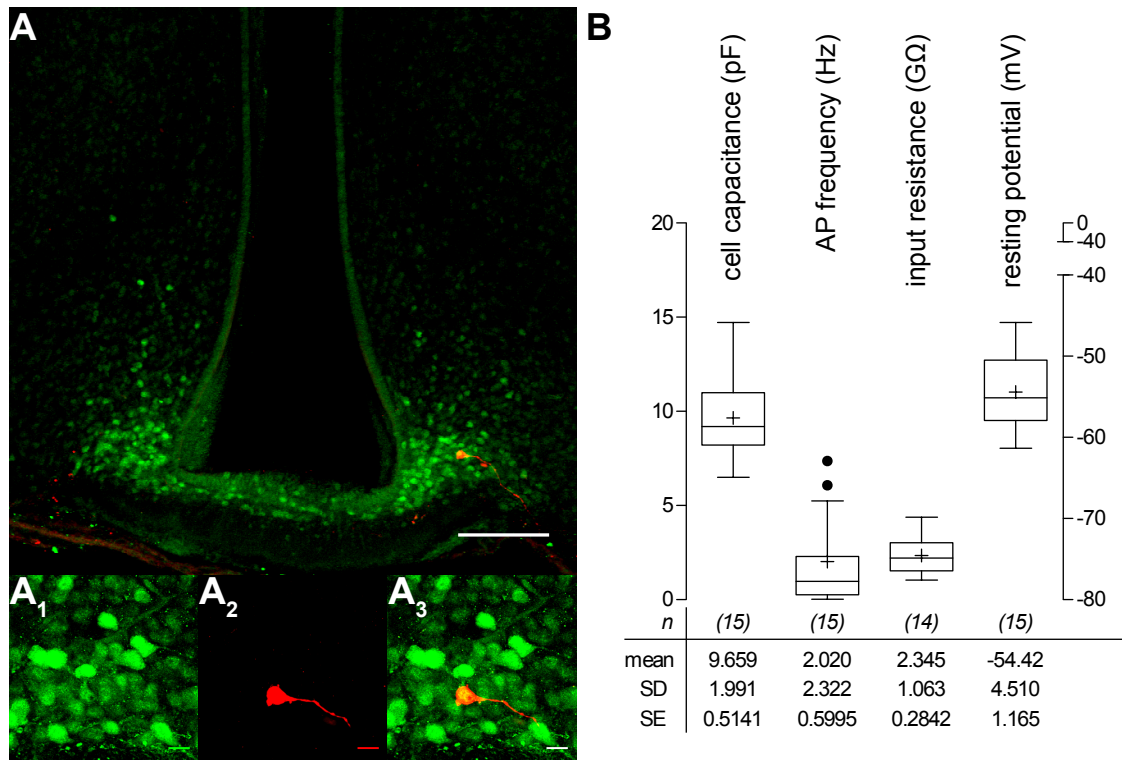 A
A1
A2
A3
B
cell capacitance (pF)
AP frequency (Hz)
input resistance (GΩ)
resting potential (mV)
20
15
10
5
0
0
-40
-40
-50
-60
-70
-80
n (15) (15) (14) (15)
mean 9.659 2.020 2.345 -54.42
SD 1.991 2.322 1.063 4.510
SE 0.5141 0.5995 0.2842 1.165